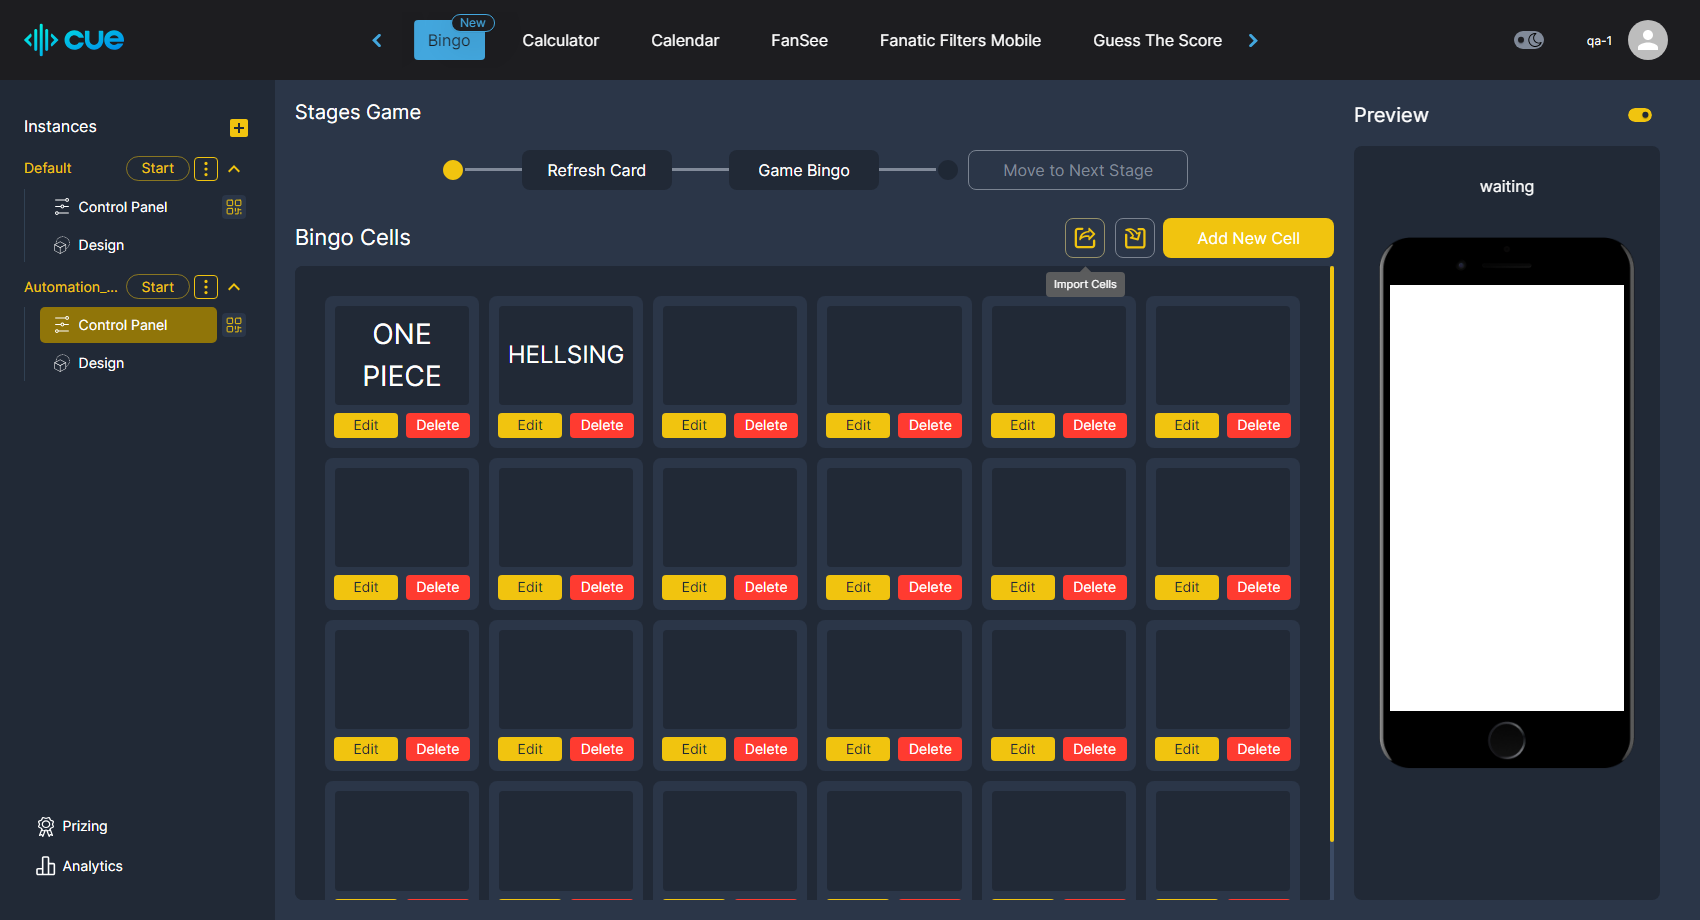 cue
New
Bingo
Calculator
Calendar
FanSee
Fanatic Filters Mobile
Guess The Score
qa-1
Instances
Default
Start
Control Panel
Design
Automation_...
Start
Control Panel
Design
Prizing
Analytics
Stages Game
Refresh Card
Game Bingo
Move to Next Stage
Bingo Cells
Add New Cell
Import Cells
ONE
PIECE
HELLSING
Edit Delete Edit Delete Edit Delete Edit Delete Edit Delete Edit Delete
Edit Delete Edit Delete Edit Delete Edit Delete Edit Delete Edit Delete
Edit Delete Edit Delete Edit Delete Edit Delete Edit Delete Edit Delete
Preview
waiting